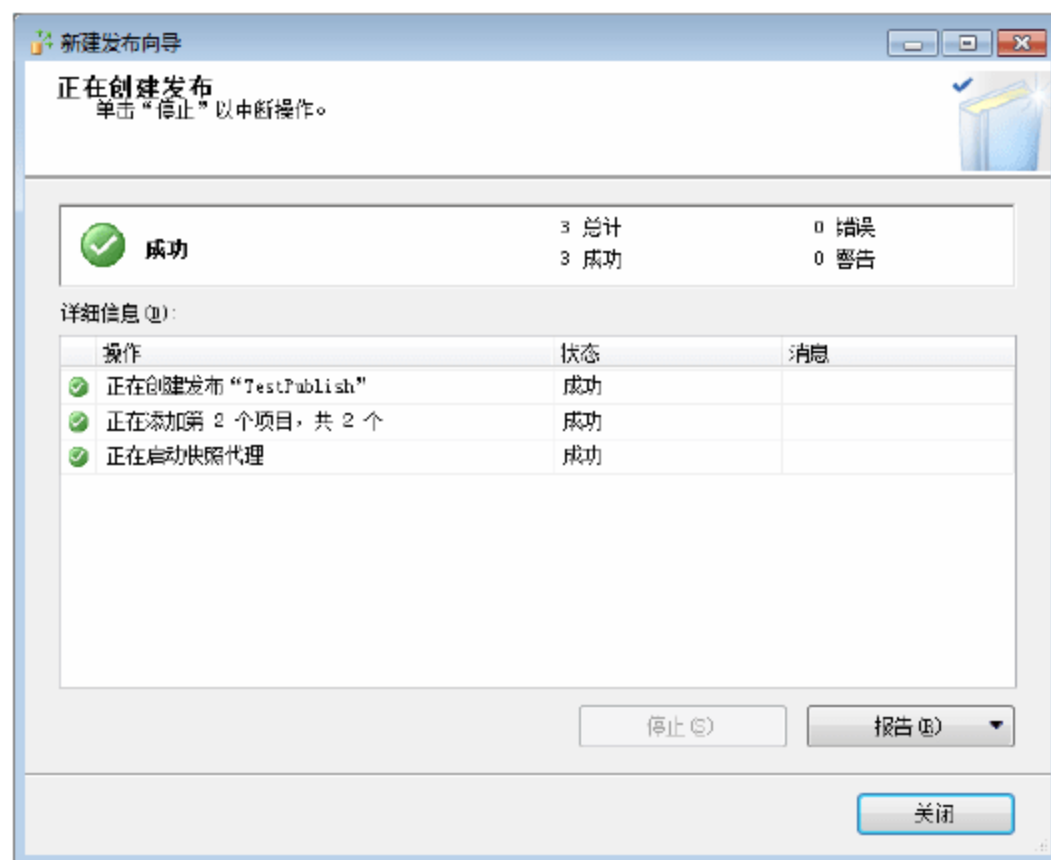 新建发布向导
正在创建发布
单击“停止”以中断操作。
成功
3 总计
0 错误
3 成功
0 警告
详细信息(D):
操作 状态 消息
正在创建发布“TestPublish” 成功
正在添加第 2 个项目，共 2 个 成功
正在启动快照代理 成功
停止(S) 报告(R)
关闭